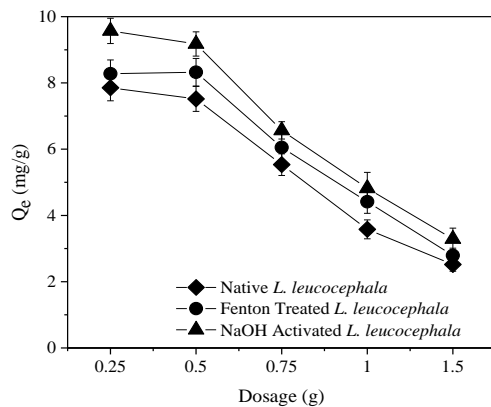 10
8
6
4
2
0
Qe (mg/g)
Native L. leucocephala
Fenton Treated L. leucocephala
NaOH Activated L. leucocephala
0.25 0.5 0.75 1 1.5
Dosage (g)